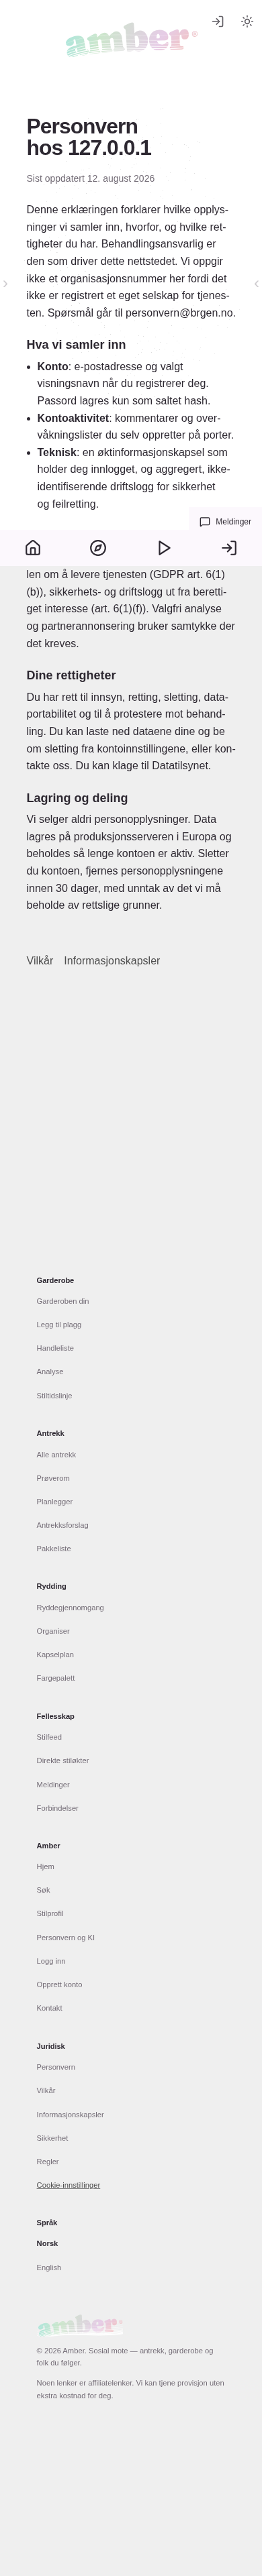 amber
Personvern
hos 127.0.0.1
Sist oppdatert 12. august 2026
Denne erklæringen forklarer hvilke opplys-
ninger vi samler inn, hvorfor, og hvilke ret-
tigheter du har. Behandlingsansvarlig er
den som driver dette nettstedet. Vi oppgir
ikke et organisasjonsnummer her fordi det
ikke er registrert et eget selskap for tjenes-
ten. Spørsmål går til personvern@brgen.no.
Hva vi samler inn
Konto: e-postadresse og valgt
visningsnavn når du registrerer deg.
Passord lagres kun som saltet hash.
Kontoaktivitet: kommentarer og over-
våkningslister du selv oppretter på porter.
Teknisk: en øktinformasjonskapsel som
holder deg innlogget, og aggregert, ikke-
identifiserende driftslogg for sikkerhet
og feilretting.
Meldinger
len om å levere tjenesten (GDPR art. 6(1)
(b)), sikkerhets- og driftslogg ut fra beretti-
get interesse (art. 6(1)(f)). Valgfri analyse
og partnerannonsering bruker samtykke der
det kreves.
Dine rettigheter
Du har rett til innsyn, retting, sletting, data-
portabilitet og til å protestere mot behand-
ling. Du kan laste ned dataene dine og be
om sletting fra kontoinnstillingene, eller kon-
takte oss. Du kan klage til Datatilsynet.
Lagring og deling
Vi selger aldri personopplysninger. Data
lagres på produksjonsserveren i Europa og
beholdes så lenge kontoen er aktiv. Sletter
du kontoen, fjernes personopplysningene
innen 30 dager, med unntak av det vi må
beholde av rettslige grunner.
Vilkår Informasjonskapsler
Garderobe
Garderoben din
Legg til plagg
Handleliste
Analyse
Stiltidslinje
Antrekk
Alle antrekk
Prøverom
Planlegger
Antrekksforslag
Pakkeliste
Rydding
Ryddegjennomgang
Organiser
Kapselplan
Fargepalett
Fellesskap
Stilfeed
Direkte stiløkter
Meldinger
Forbindelser
Amber
Hjem
Søk
Stilprofil
Personvern og KI
Logg inn
Opprett konto
Kontakt
Juridisk
Personvern
Vilkår
Informasjonskapsler
Sikkerhet
Regler
Cookie-innstillinger
Språk
Norsk
English
amber
© 2026 Amber. Sosial mote — antrekk, garderobe og
folk du følger.
Noen lenker er affiliatelenker. Vi kan tjene provisjon uten
ekstra kostnad for deg.